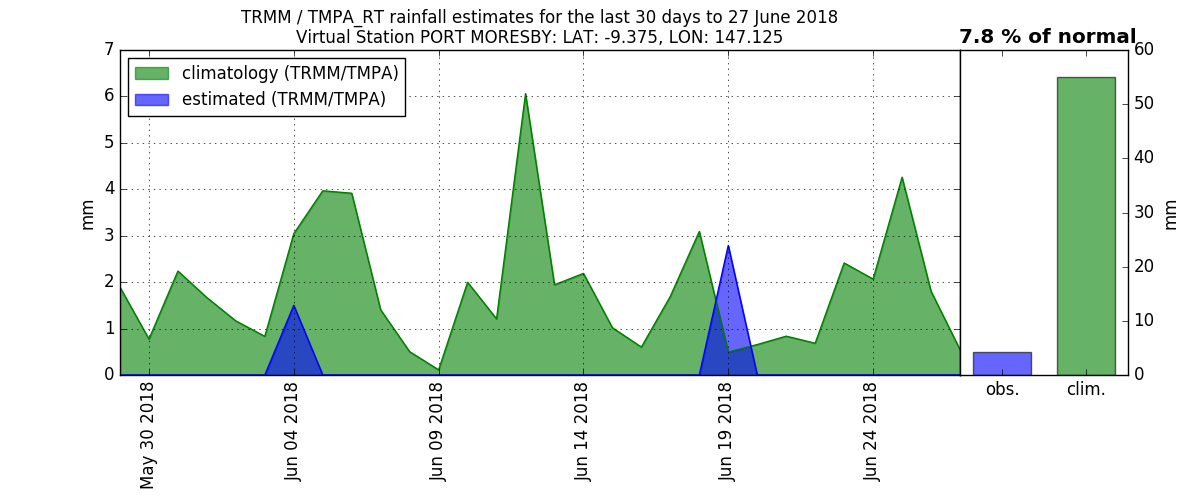 TRMM / TMPA_RT rainfall estimates for the last 30 days to 27 June 2018
Virtual Station PORT MORESBY: LAT: -9.375, LON: 147.125
7.8 % of normal
climatology (TRMM/TMPA)
estimated (TRMM/TMPA)
7
6
5
4
3
2
1
0
mm
May 30 2018
Jun 04 2018
Jun 09 2018
Jun 14 2018
Jun 19 2018
Jun 24 2018
60
50
40
30
20
10
0
mm
obs.
clim.